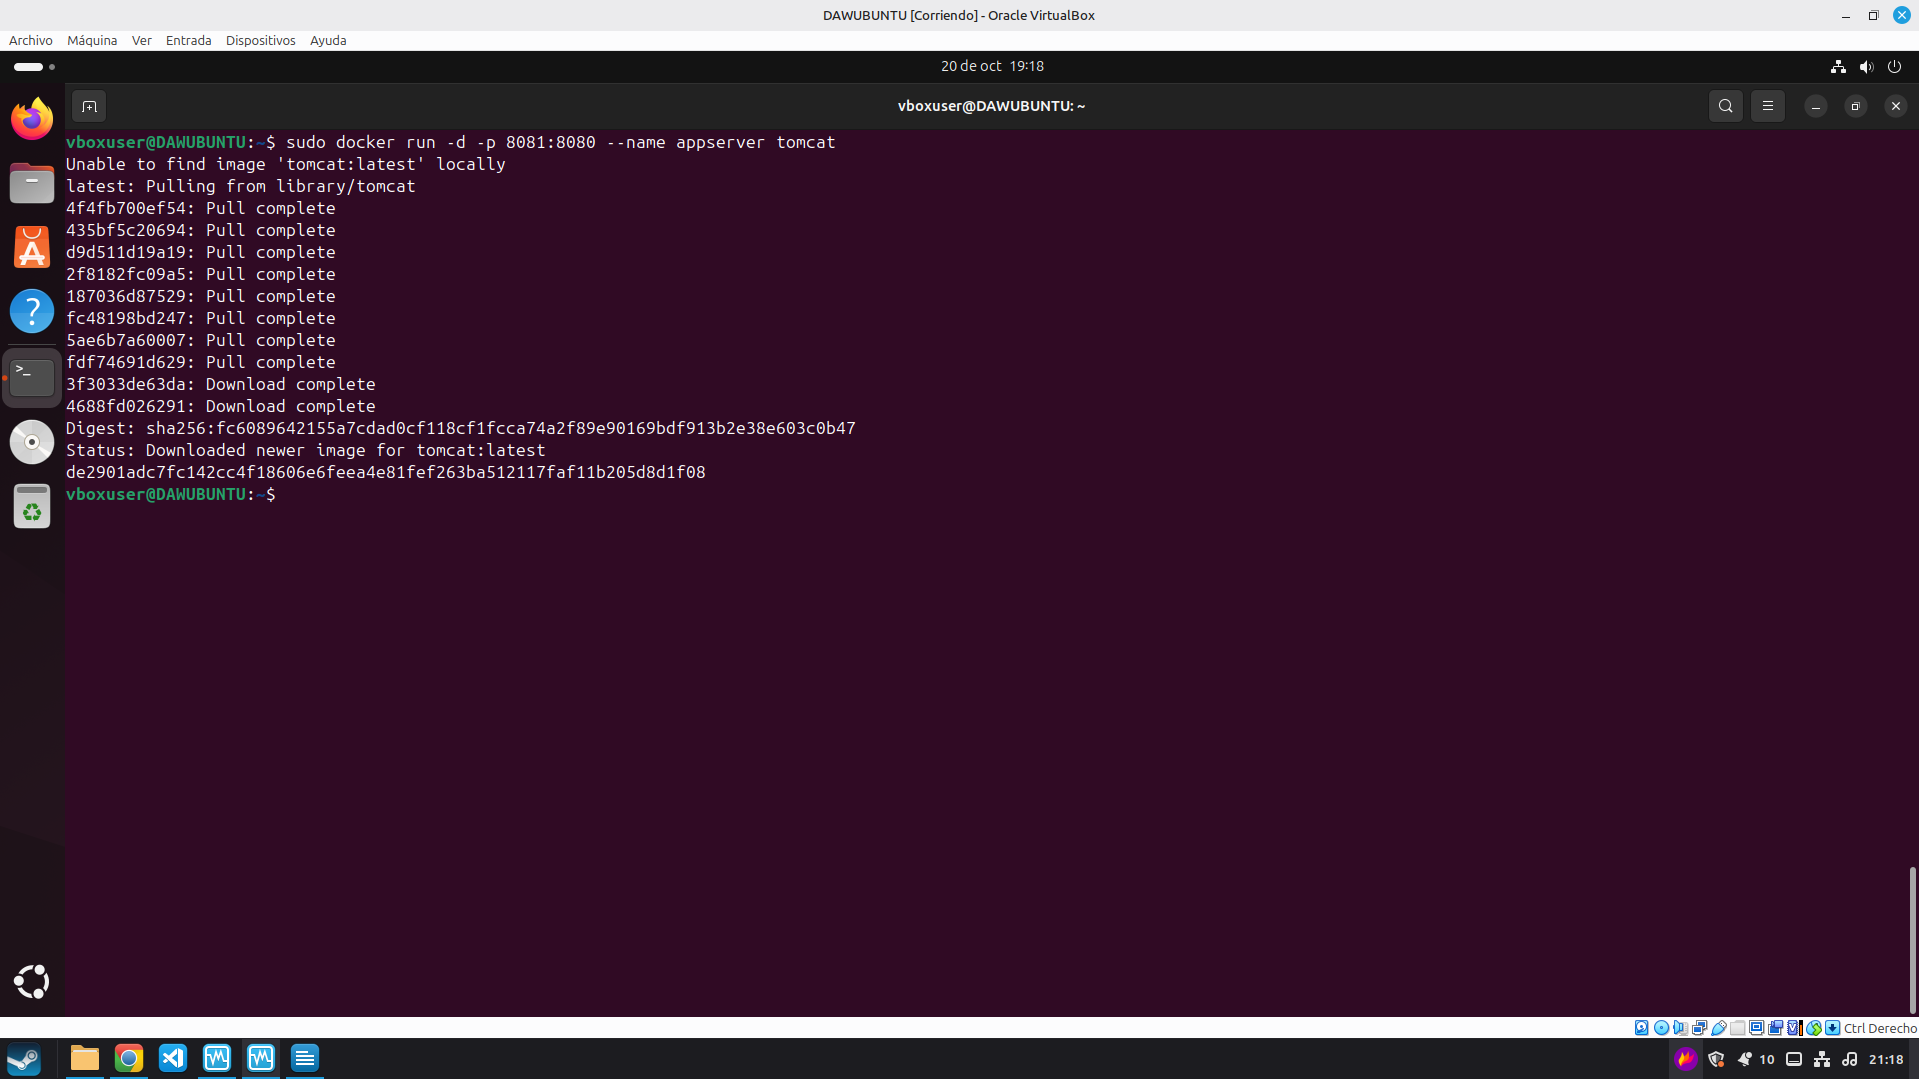 DAWUBUNTU [Corriendo] - Oracle VirtualBox
Archivo Máquina Ver Entrada Dispositivos Ayuda
20 de oct 19:18
vboxuser@DAWUBUNTU: ~
vboxuser@DAWUBUNTU:~$ sudo docker run -d -p 8081:8080 --name appserver tomcat
Unable to find image 'tomcat:latest' locally
latest: Pulling from library/tomcat
4f4fb700ef54: Pull complete
435bf5c20694: Pull complete
d9d511d19a19: Pull complete
2f8182fc09a5: Pull complete
187036d87529: Pull complete
fc48198bd247: Pull complete
5ae6b7a60007: Pull complete
fdf74691d629: Pull complete
3f3033de63da: Download complete
4688fd026291: Download complete
Digest: sha256:fc6089642155a7cdad0cf118cf1fcca74a2f89e90169bdf913b2e38e603c0b47
Status: Downloaded newer image for tomcat:latest
de2901adc7fc142cc4f18606e6feea4e81fef263ba512117faf11b205d8d1f08
vboxuser@DAWUBUNTU:~$
Ctrl Derecho
10
21:18